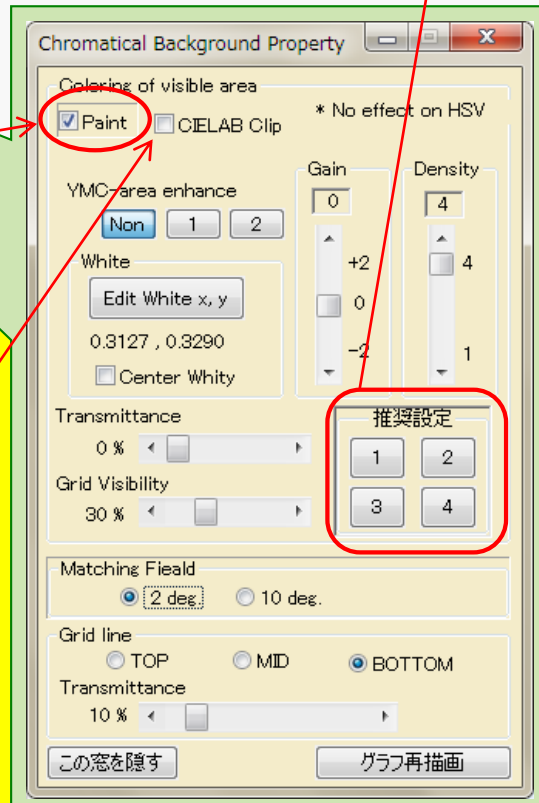 Chromatical Background Property
Coloring of visible area
Paint
CIELAB Clip
* No effect on HSV
YMC-area enhance
Non
1
2
Gain
0
+2
0
-2
Density
4
4
1
White
Edit White x, y
0.3127 , 0.3290
Center Whity
Transmittance
0 %
Grid Visibility
30 %
推奨設定
1
2
3
4
Matching Fieald
2 deg.
10 deg.
Grid line
TOP
MID
BOTTOM
Transmittance
10 %
この窓を隠す
グラフ再描画